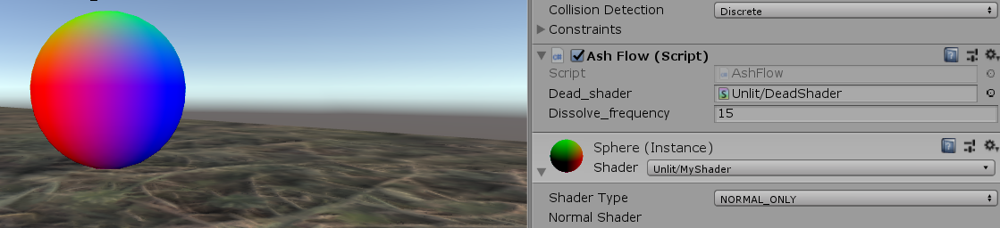 Collision Detection Discrete
Constraints
Ash Flow (Script)
Script AshFlow
Dead_shader Unlit/DeadShader
Dissolve_frequency 15
Sphere (Instance)
Shader Unlit/MyShader
Shader Type NORMAL_ONLY
Normal Shader